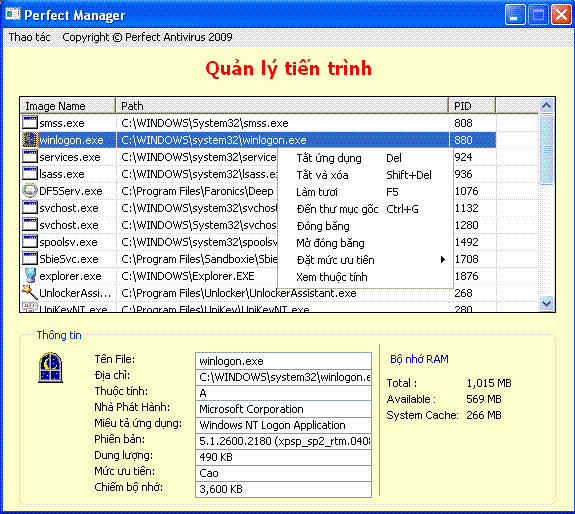 Perfect Manager
Thao tác Copyright © Perfect Antivirus 2009
Quản lý tiến trình
Image Name Path PID
smss.exe C:\WINDOWS\System32\smss.exe 808
winlogon.exe C:\WINDOWS\system32\winlogon.exe 880
services.exe C:\WINDOWS\system32\service 924
lsass.exe C:\WINDOWS\system32\lsass.ex 936
DF5Serv.exe C:\Program Files\Faronics\Deep 1076
svchost.exe C:\WINDOWS\system32\svchost 1132
svchost.exe C:\WINDOWS\System32\svchost 1280
spoolsv.exe C:\WINDOWS\system32\spoolsv 1492
SbieSvc.exe C:\Program Files\Sandboxie\Sbie 1708
explorer.exe C:\WINDOWS\Explorer.EXE 1876
UnlockerAssi... C:\Program Files\Unlocker\UnlockerAssistant.exe 268
UniKeyNT.exe C:\Program Files\UniKey\UniKeyNT.exe 280
Tắt ứng dụng Del
Tắt và xóa Shift+Del
Làm tươi F5
Đến thư mục gốc Ctrl+G
Đóng băng
Mở đóng băng
Đặt mức ưu tiên
Xem thuộc tính
Thông tin
Tên File: winlogon.exe
Địa chỉ: C:\WINDOWS\system32\winlogon.e
Thuộc tính: A
Nhà Phát Hành: Microsoft Corporation
Miêu tả ứng dụng: Windows NT Logon Application
Phiên bản: 5.1.2600.2180 (xpsp_sp2_rtm.040
Dung lượng: 490 KB
Mức ưu tiên: Cao
Chiếm bộ nhớ: 3,600 KB
Bộ nhớ RAM
Total : 1,015 MB
Available : 569 MB
System Cache: 266 MB